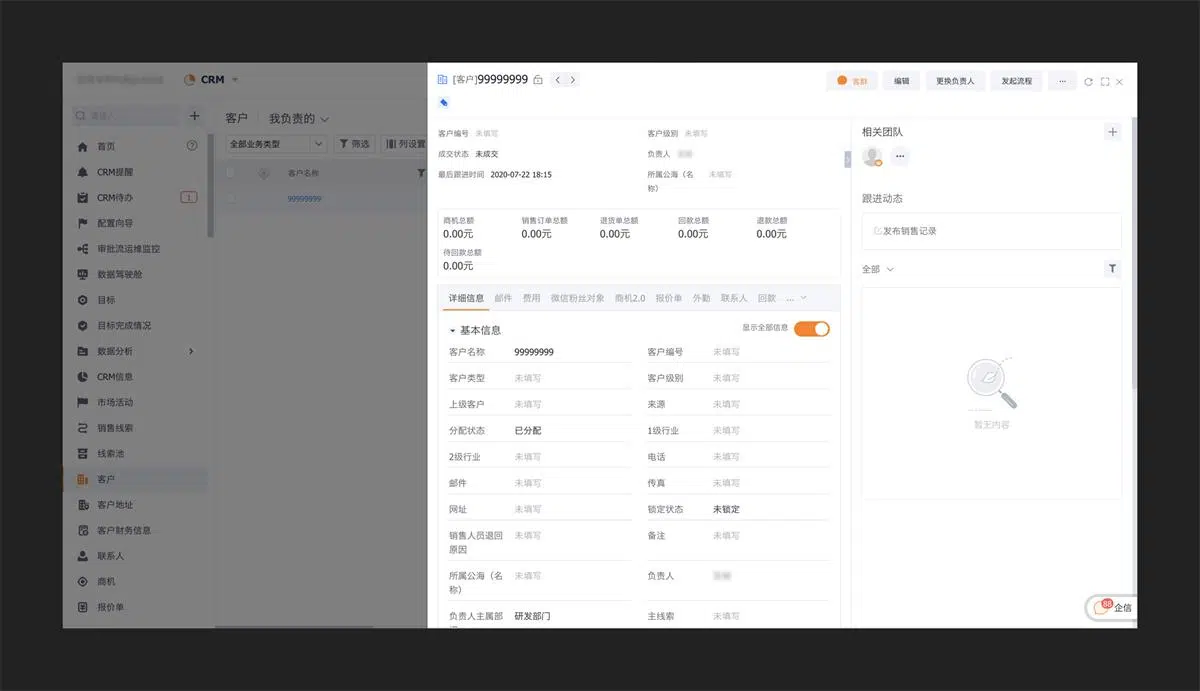 CRM
客户 我负责的
全部业务类型 筛选 列设置
客户名称
99999999
首页
CRM提醒
CRM待办 1
配置向导
审批流运维监控
数据驾驶舱
目标
目标完成情况
数据分析
CRM信息
市场活动
销售线索
线索池
客户
客户地址
客户财务信息
联系人
商机
报价单
[客户]99999999
客群 编辑 更换负责人 发起流程 ...
客户编号 未填写 客户级别 未填写
成交状态 未成交 负责人
最后跟进时间 2020-07-22 18:15 所属公海（名称） 未填写
商机总额 销售订单总额 退货单总额 回款总额 退款总额
0.00元 0.00元 0.00元 0.00元 0.00元
待回款总额
0.00元
详细信息 邮件 费用 微信粉丝对象 商机2.0 报价单 外勤 联系人 回款 ...
基本信息 显示全部信息
客户名称 99999999 客户编号 未填写
客户类型 未填写 客户级别 未填写
上级客户 未填写 来源 未填写
分配状态 已分配 1级行业 未填写
2级行业 未填写 电话 未填写
邮件 未填写 传真 未填写
网址 未填写 锁定状态 未锁定
销售人员退回原因 未填写 备注 未填写
所属公海（名称） 未填写 负责人
负责人主属部 研发部门 主线索 未填写
相关团队
...
跟进动态
发布销售记录
全部
暂无内容
88 企信